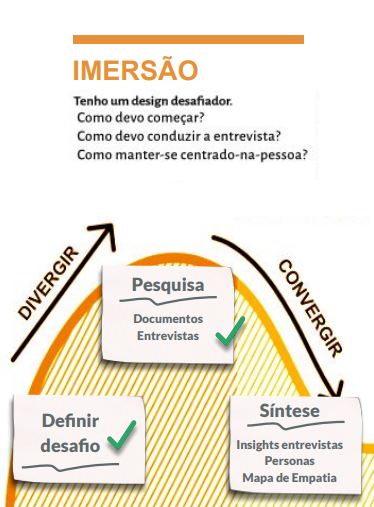 IMERSÃO
Tenho um design desafiador.
Como devo começar?
Como devo conduzir a entrevista?
Como manter-se centrado-na-pessoa?
DIVERGIR
CONVERGIR
Pesquisa
Documentos
Entrevistas
Definir
desafio
Síntese
Insights entrevistas
Personas
Mapa de Empatia